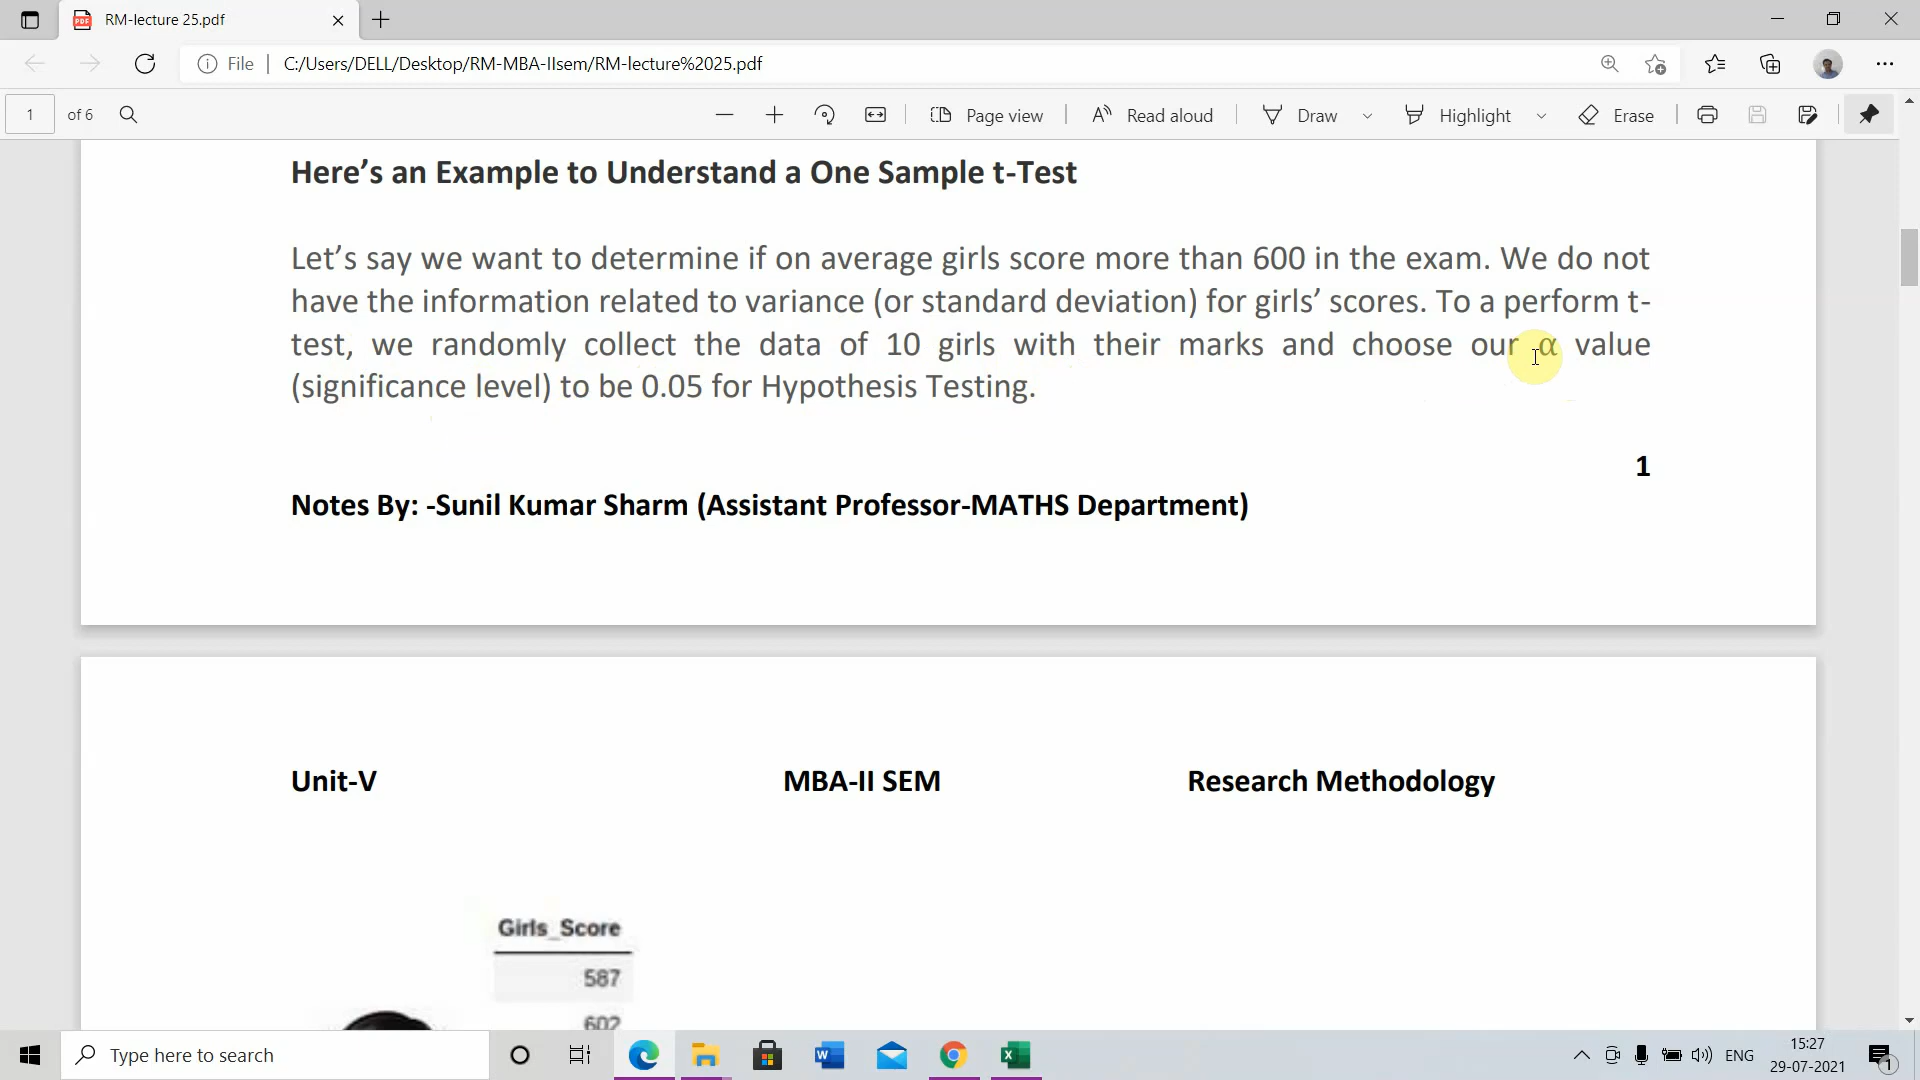 RM-lecture 25.pdf
File
C:/Users/DELL/Desktop/RM-MBA-IIsem/RM-lecture%2025.pdf
1 of 6
Page view
Read aloud
Draw
Highlight
Erase
Here's an Example to Understand a One Sample t-Test
Let's say we want to determine if on average girls score more than 600 in the exam. We do not
have the information related to variance (or standard deviation) for girls' scores. To a perform t-
test, we randomly collect the data of 10 girls with their marks and choose our α value
(significance level) to be 0.05 for Hypothesis Testing.
1
Notes By: -Sunil Kumar Sharm (Assistant Professor-MATHS Department)
Unit-V MBA-II SEM Research Methodology
Girls_Score
587
602
Type here to search
ENG
15:27
29-07-2021
1